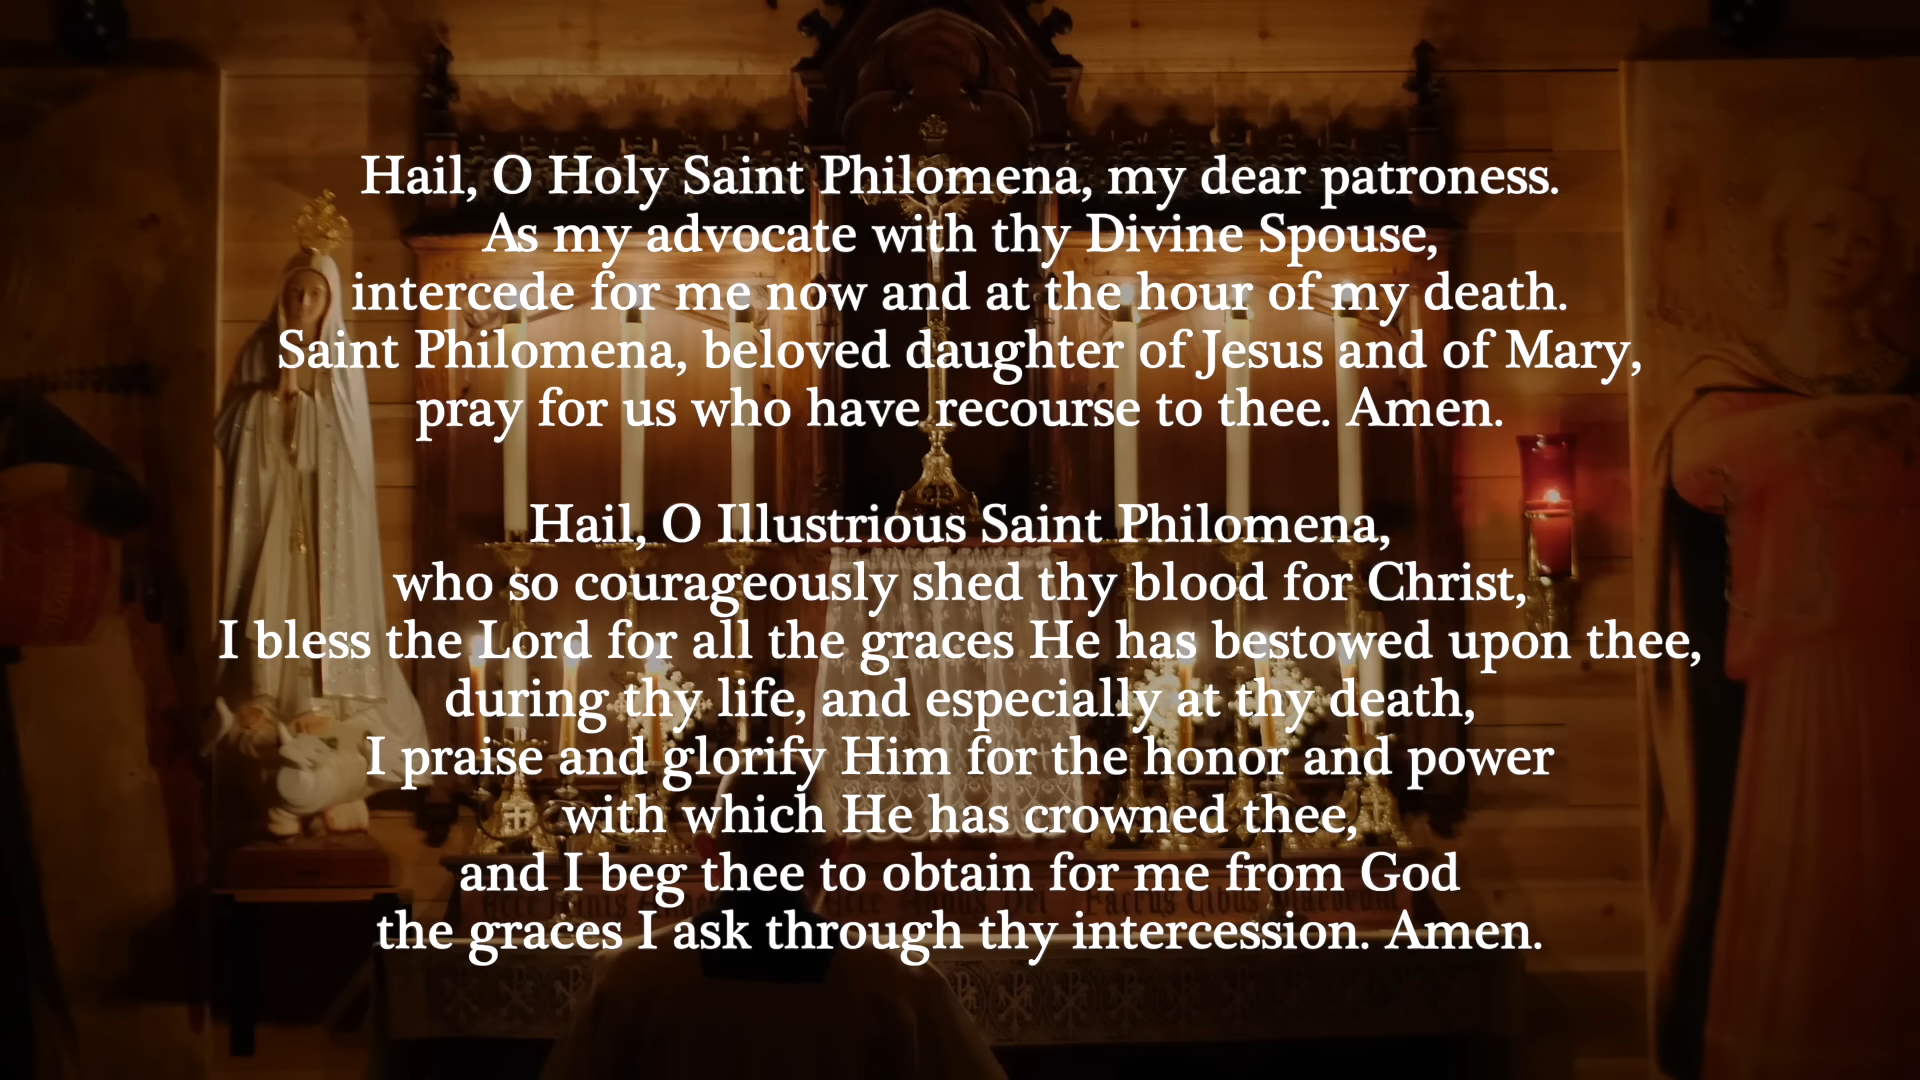 Hail, O Holy Saint Philomena, my dear patroness.
As my advocate with thy Divine Spouse,
intercede for me now and at the hour of my death.
Saint Philomena, beloved daughter of Jesus and of Mary,
pray for us who have recourse to thee. Amen.
Hail, O Illustrious Saint Philomena,
who so courageously shed thy blood for Christ,
I bless the Lord for all the graces He has bestowed upon thee,
during thy life, and especially at thy death,
I praise and glorify Him for the honor and power
with which He has crowned thee,
and I beg thee to obtain for me from God
the graces I ask through thy intercession. Amen.